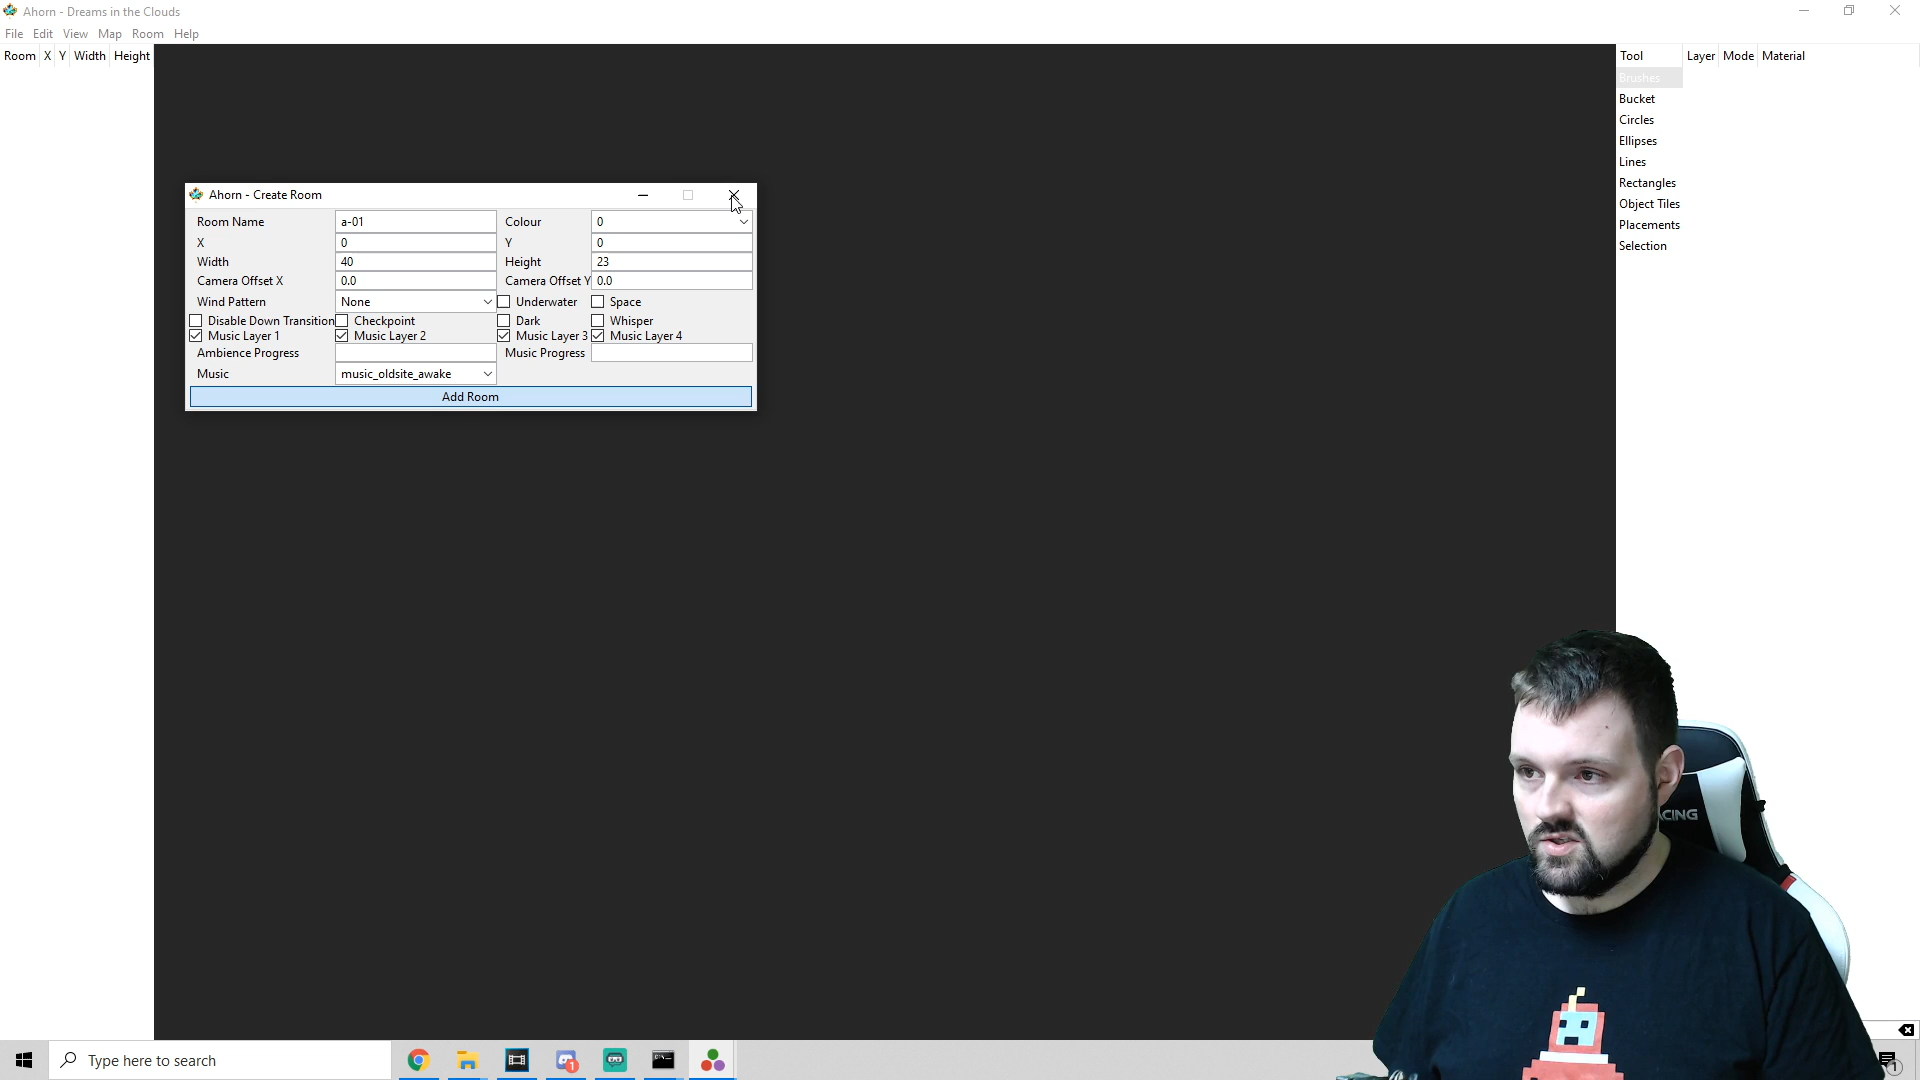 Ahorn - Dreams in the Clouds
File Edit View Map Room Help
Room X Y Width Height
Tool Layer Mode Material
Brushes
Bucket
Circles
Ellipses
Lines
Rectangles
Object Tiles
Placements
Selection
Ahorn - Create Room
Room Name a-01 Colour 0
X 0 Y 0
Width 40 Height 23
Camera Offset X 0.0 Camera Offset Y 0.0
Wind Pattern None Underwater Space
Disable Down Transition Checkpoint Dark Whisper
Music Layer 1 Music Layer 2 Music Layer 3 Music Layer 4
Ambience Progress Music Progress
Music music_oldsite_awake
Add Room
CING
Type here to search
1
1